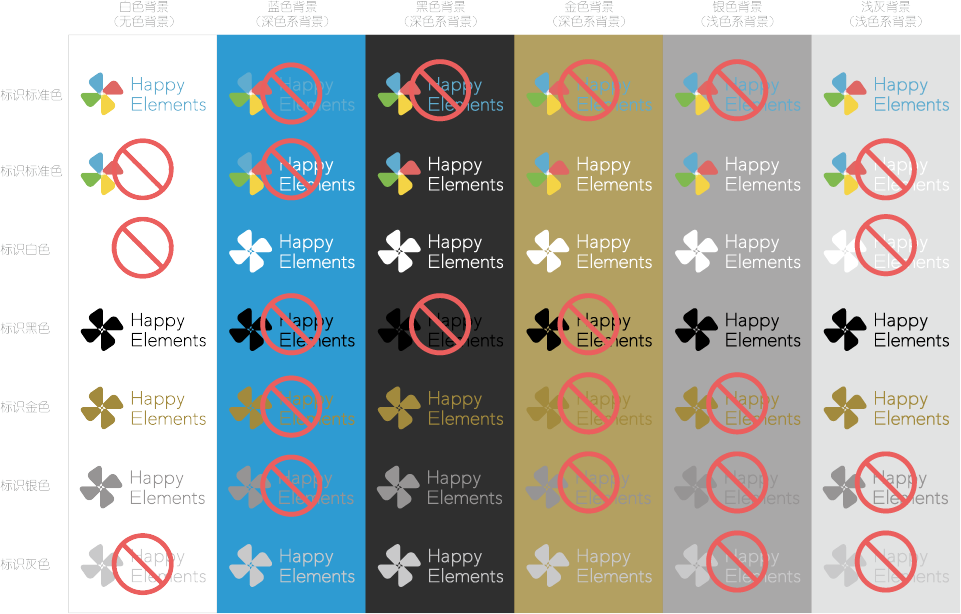 白色背景 蓝色背景 黑色背景 金色背景 银色背景 浅灰背景
（无色背景） （深色系背景） （深色系背景） （深色系背景） （浅色系背景） （浅色系背景）
标识标准色
Happy Happy Happy Happy Happy Happy
Elements Elements Elements Elements Elements Elements
标识标准色
Happy Happy Happy Happy
Elements Elements Elements Elements
标识白色
Happy Happy Happy Happy
Elements Elements Elements Elements
标识黑色
Happy Happy Happy Happy Happy Happy
Elements Elements Elements Elements Elements Elements
标识金色
Happy Happy Happy Happy Happy Happy
Elements Elements Elements Elements Elements Elements
标识银色
Happy Happy Happy Happy Happy Happy
Elements Elements Elements Elements Elements Elements
标识灰色
Happy Happy Happy Happy Happy Happy
Elements Elements Elements Elements Elements Elements